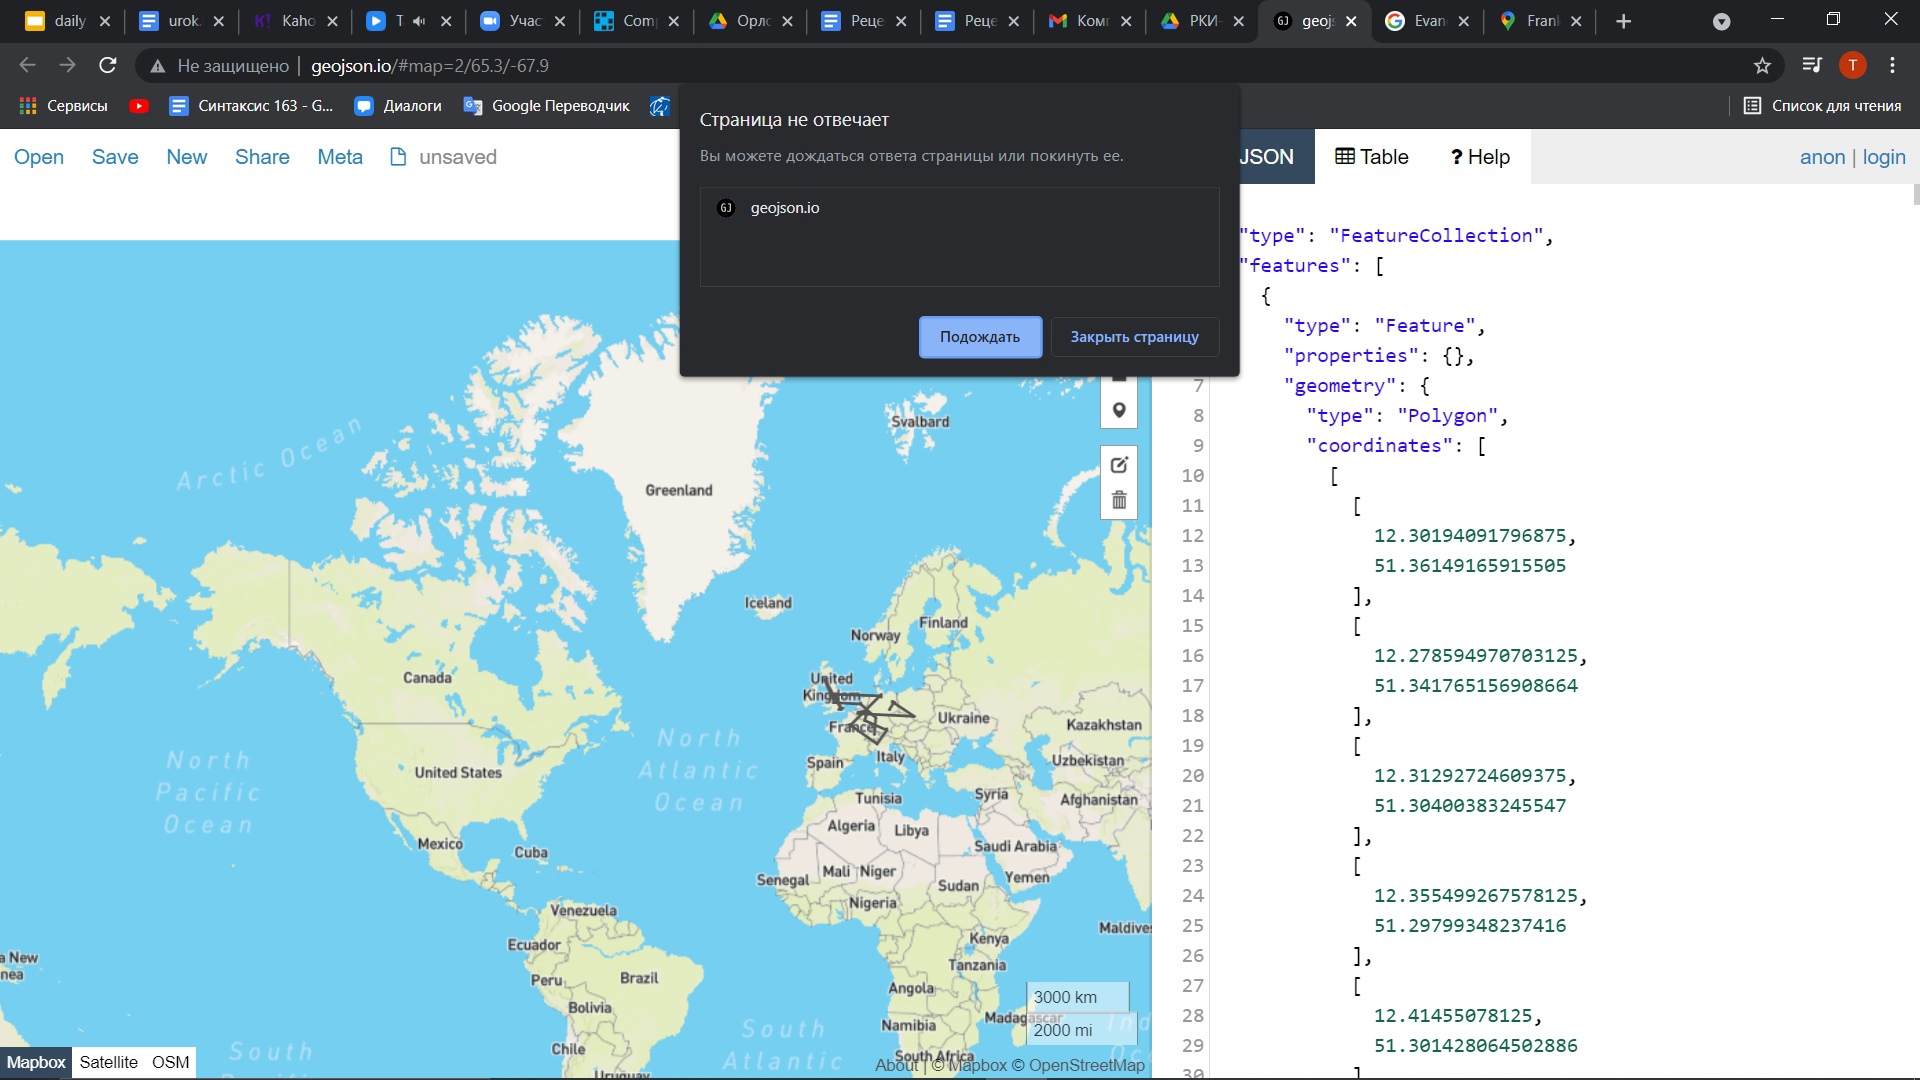 daily
urok
Kaho
T
Учас
Com
Орло
Реце
Реце
Комп
РКИ-
geojs
Evan
Frank
Не защищено | geojson.io/#map=2/65.3/-67.9
T
Сервисы
Синтаксис 163 - G...
Диалоги
Google Переводчик
Список для чтения
Страница не отвечает
Вы можете дождаться ответа страницы или покинуть ее.
GJ geojson.io
Подождать
Закрыть страницу
Open Save New Share Meta unsaved
JSON
Table
? Help
anon | login
Arctic Ocean
Svalbard
Greenland
Iceland
Finland
Norway
Canada
United Kingdom
Ukraine
France
Kazakhstan
North Pacific Ocean
North Atlantic Ocean
Italy
Spain
Uzbekistan
United States
Tunisia
Syria
Afghanistan
Algeria
Libya
Mexico
Saudi Arabia
Cuba
Mali
Niger
Senegal
Sudan
Yemen
Nigeria
Venezuela
Maldives
Ecuador
Kenya
Tanzania
Peru
Brazil
Angola
Bolivia
Madagascar
Namibia
Chile
South Africa
South Atlantic
South
Uruguay
3000 km
2000 mi
Mapbox Satellite OSM
About | © Mapbox © OpenStreetMap
"type": "FeatureCollection",
"features": [
{
"type": "Feature",
"properties": {},
7 "geometry": {
8 "type": "Polygon",
9 "coordinates": [
10 [
11 [
12 12.301940917968​75,
13 51.36149165915505
14 ],
15 [
16 12.278594970703125,
17 51.341765156908664
18 ],
19 [
20 12.31292724609375,
21 51.30400383245547
22 ],
23 [
24 12.355499267578125,
25 51.29799348237416
26 ],
27 [
28 12.41455078125,
29 51.301428064502886
30 ]